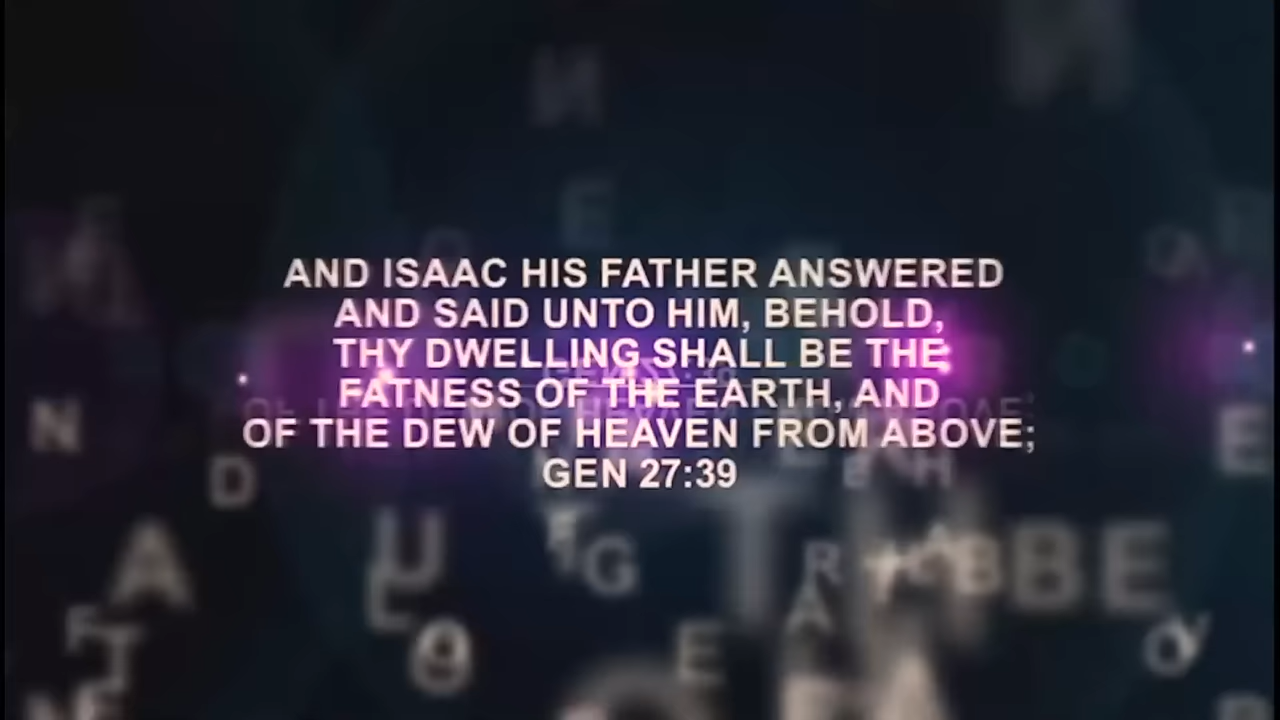 AND ISAAC HIS FATHER ANSWERED
AND SAID UNTO HIM, BEHOLD,
THY DWELLING SHALL BE THE
FATNESS OF THE EARTH, AND
OF THE DEW OF HEAVEN FROM ABOVE;
GEN 27:39